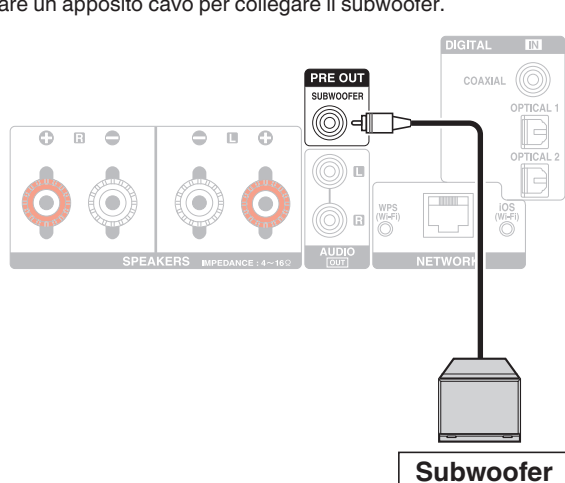 are un apposito cavo per collegare il subwoofer.
DIGITAL IN
PRE OUT
SUBWOOFER
COAXIAL
OPTICAL 1
OPTICAL 2
+ R − − L +
L
R
WPS
(Wi-Fi)
iOS
(Wi-Fi)
SPEAKERS IMPEDANCE : 4～16Ω
AUDIO
OUT
NETWORK
Subwoofer